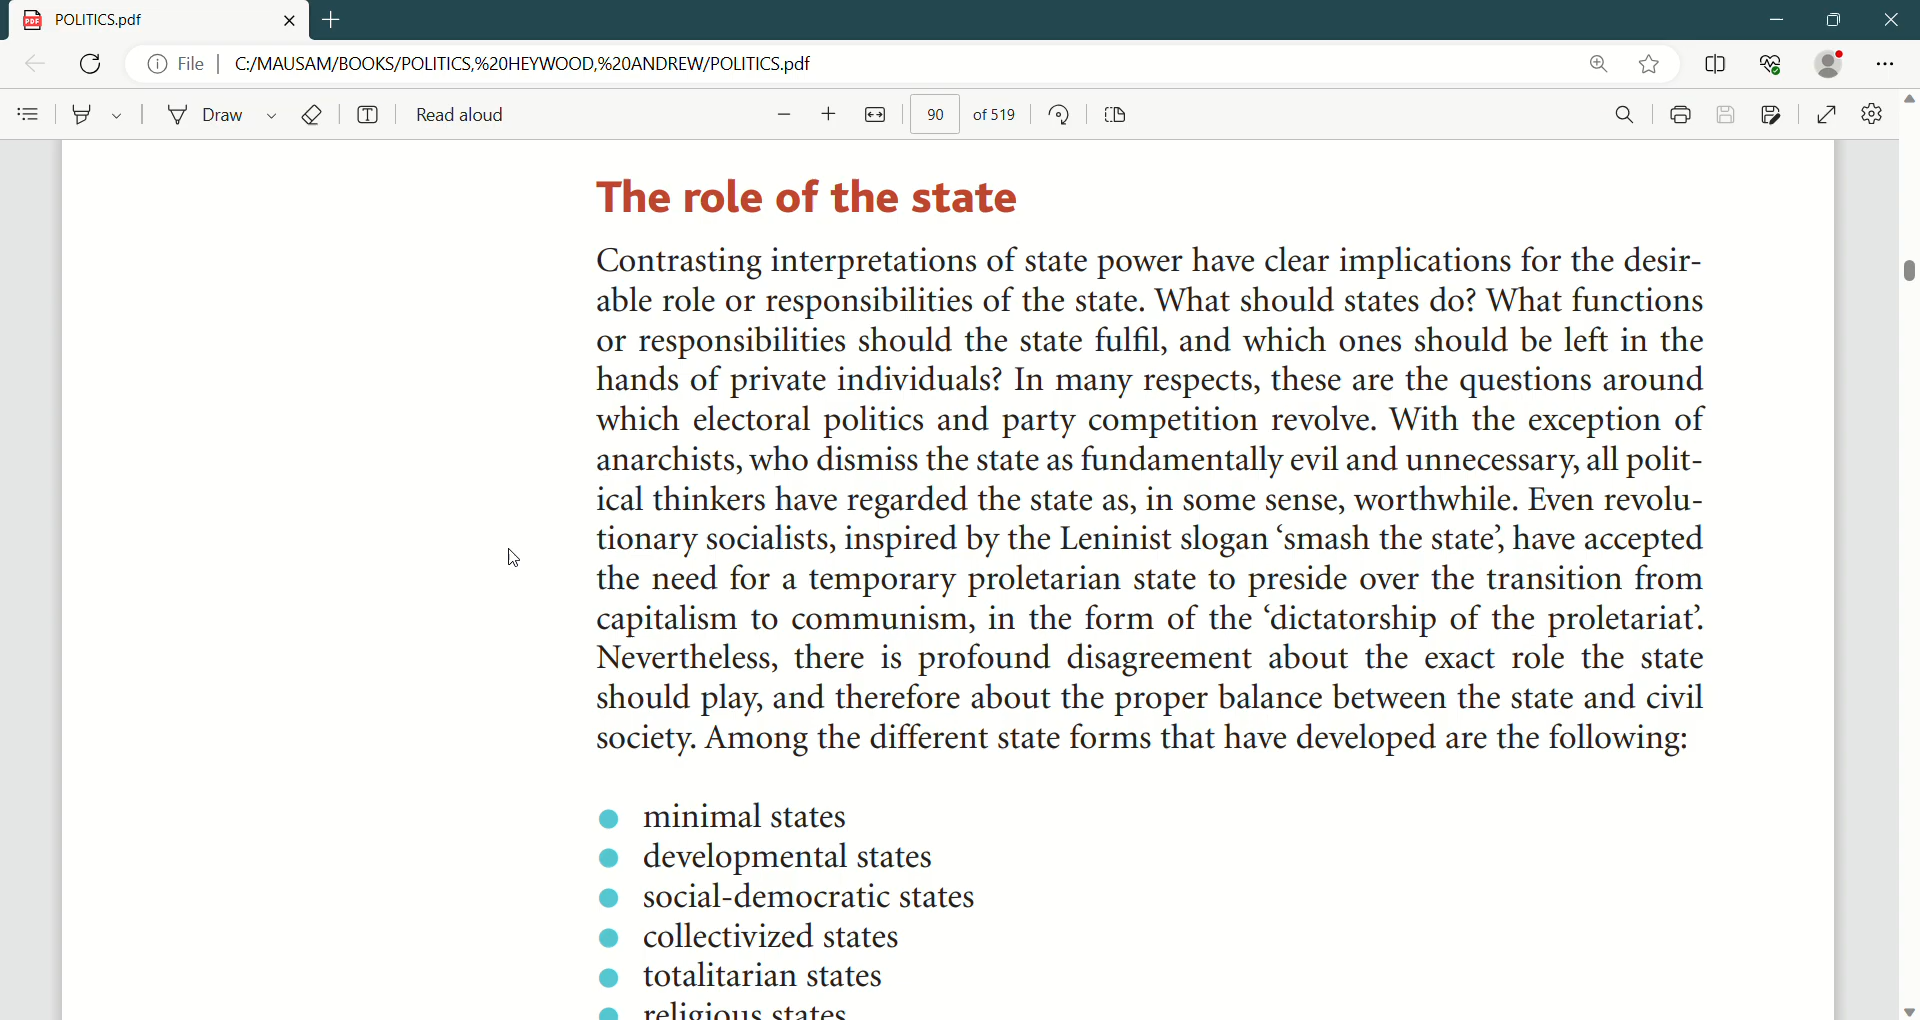 POLITICS.pdf
File
C:/MAUSAM/BOOKS/POLITICS,%20HEYWOOD,%20ANDREW/POLITICS.pdf
Draw
Read aloud
90 of 519
The role of the state
Contrasting interpretations of state power have clear implications for the desir-
able role or responsibilities of the state. What should states do? What functions
or responsibilities should the state fulfil, and which ones should be left in the
hands of private individuals? In many respects, these are the questions around
which electoral politics and party competition revolve. With the exception of
anarchists, who dismiss the state as fundamentally evil and unnecessary, all polit-
ical thinkers have regarded the state as, in some sense, worthwhile. Even revolu-
tionary socialists, inspired by the Leninist slogan ‘smash the state’, have accepted
the need for a temporary proletarian state to preside over the transition from
capitalism to communism, in the form of the ‘dictatorship of the proletariat’.
Nevertheless, there is profound disagreement about the exact role the state
should play, and therefore about the proper balance between the state and civil
society. Among the different state forms that have developed are the following:
minimal states
developmental states
social-democratic states
collectivized states
totalitarian states
religious states